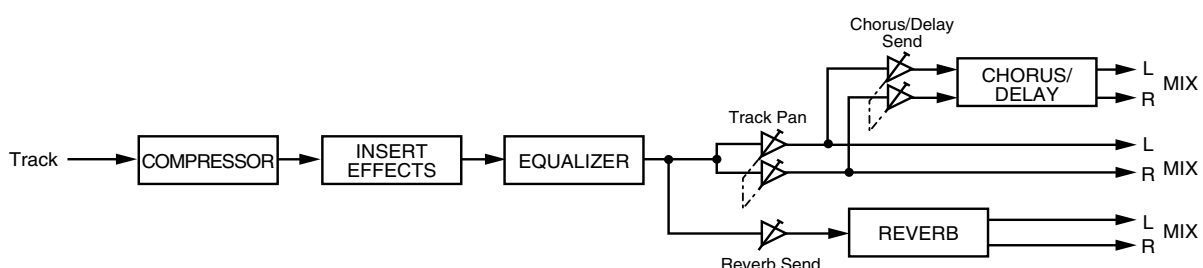 Chorus/Delay
Send
CHORUS/
DELAY
L
MIX
R
Track Pan
Track
COMPRESSOR
INSERT
EFFECTS
EQUALIZER
L
R MIX
REVERB
L
MIX
R
Reverb Send